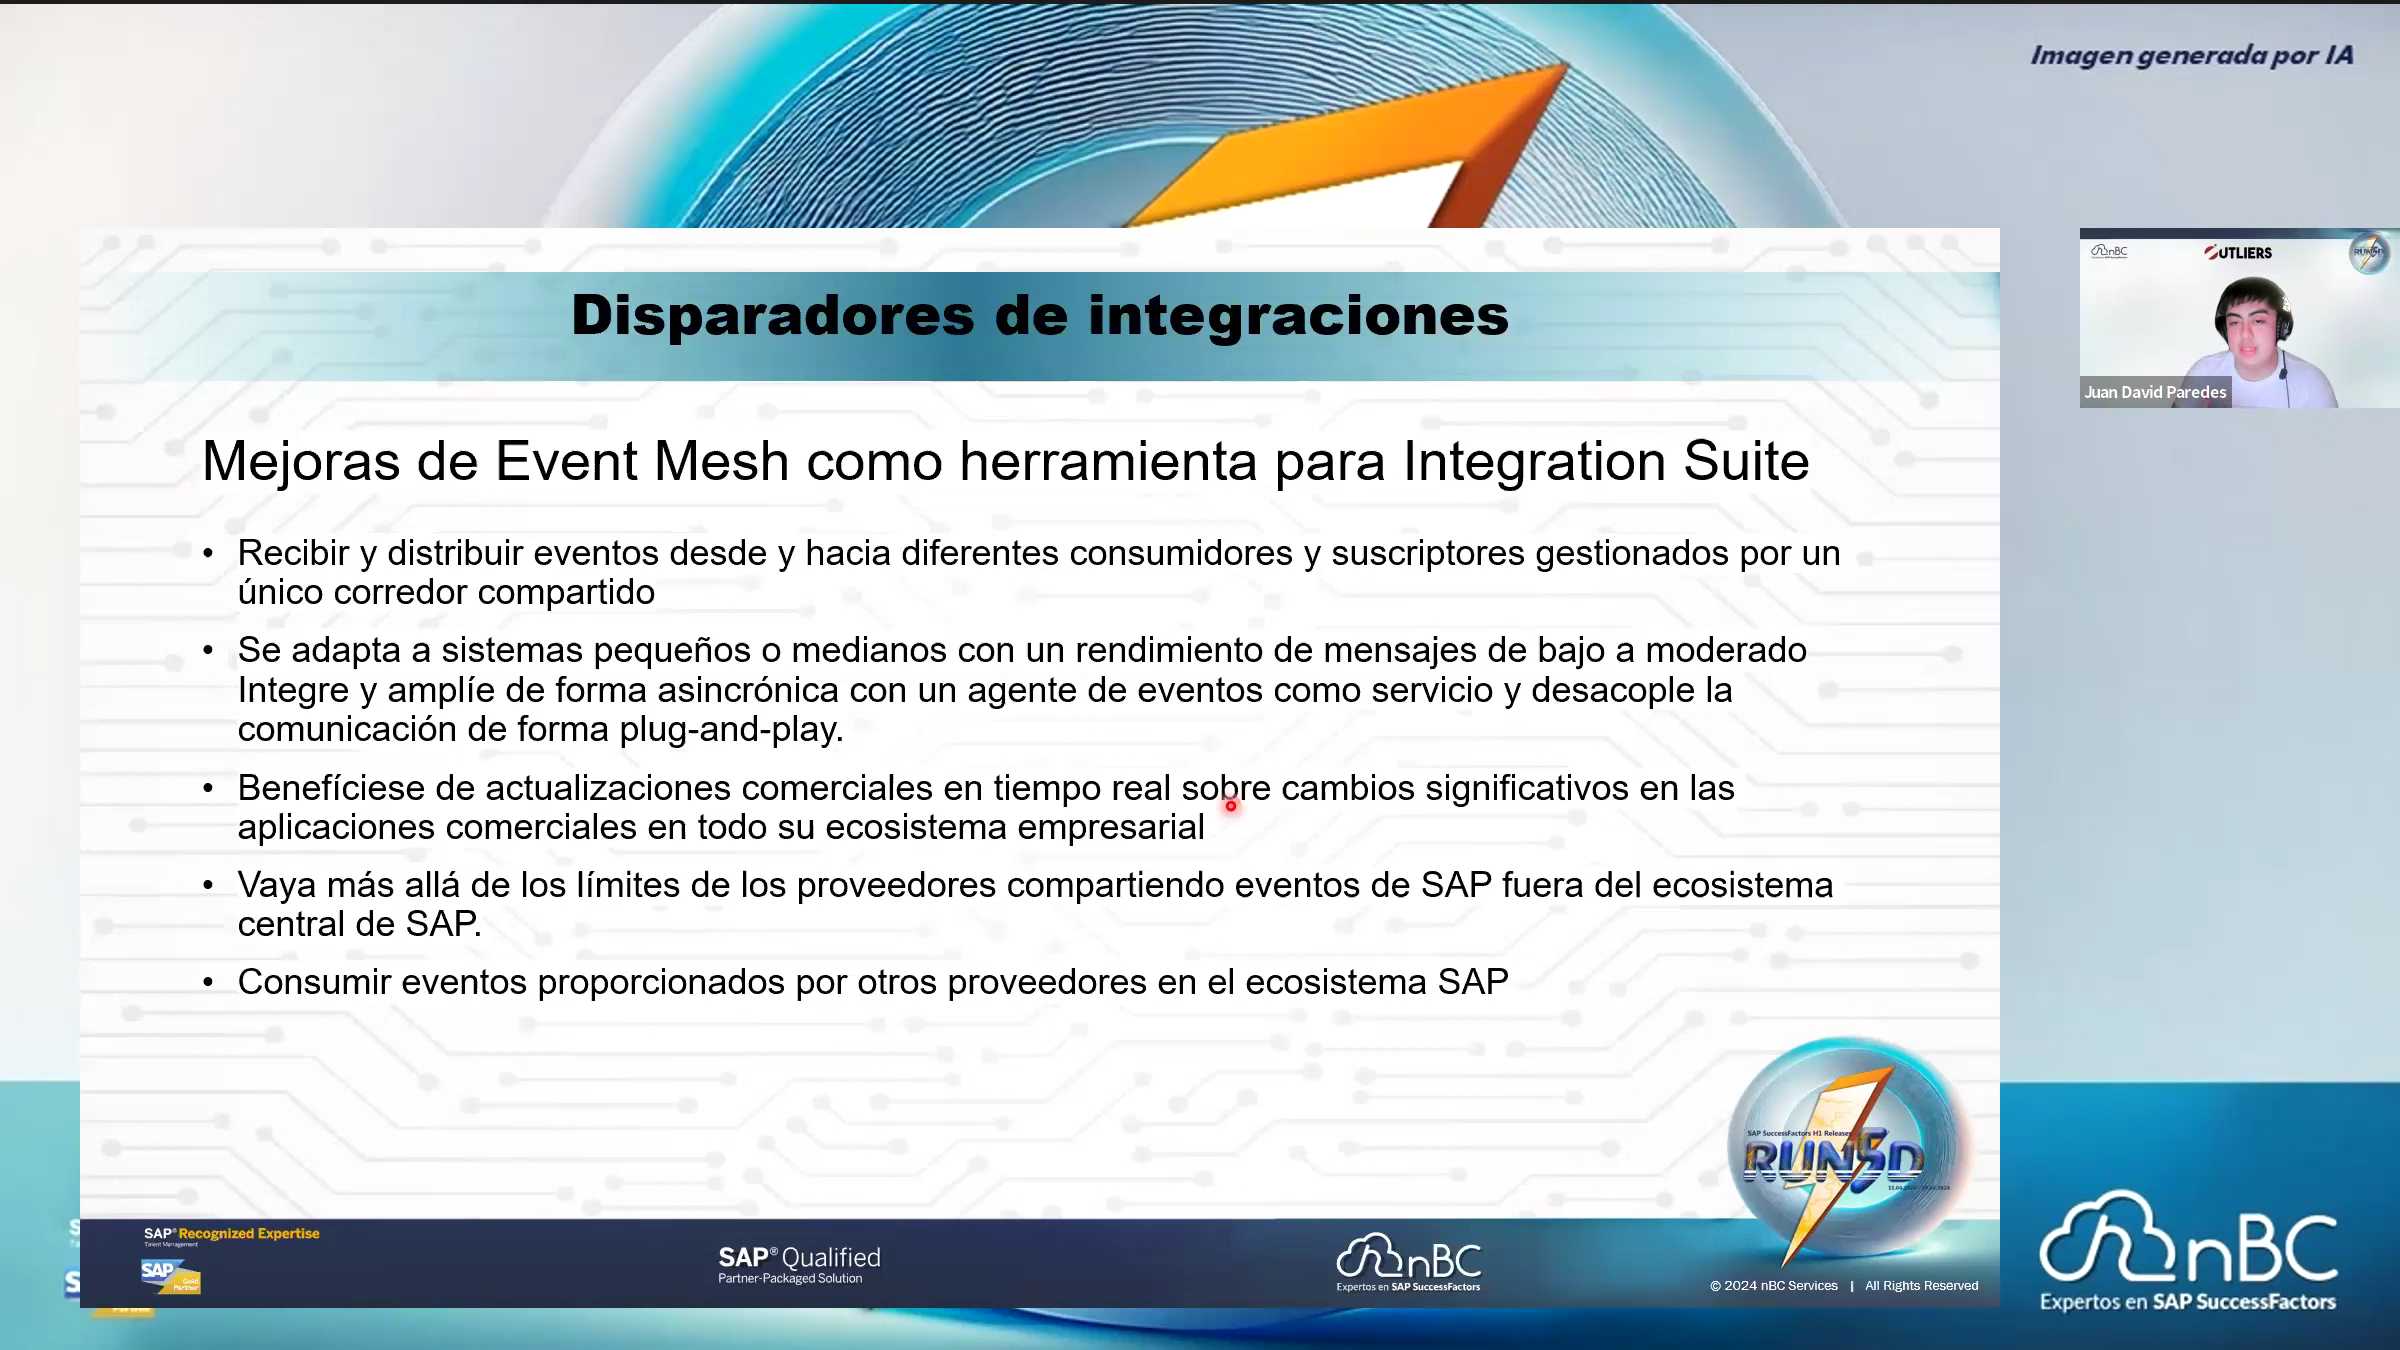 Imagen generada por IA
Disparadores de integraciones
nBC
OUTLIERS
Juan David Paredes
Mejoras de Event Mesh como herramienta para Integration Suite
• Recibir y distribuir eventos desde y hacia diferentes consumidores y suscriptores gestionados por un
único corredor compartido
• Se adapta a sistemas pequeños o medianos con un rendimiento de mensajes de bajo a moderado
Integre y amplíe de forma asincrónica con un agente de eventos como servicio y desacople la
comunicación de forma plug-and-play.
• Benefíciese de actualizaciones comerciales en tiempo real sobre cambios significativos en las
aplicaciones comerciales en todo su ecosistema empresarial
• Vaya más allá de los límites de los proveedores compartiendo eventos de SAP fuera del ecosistema
central de SAP.
• Consumir eventos proporcionados por otros proveedores en el ecosistema SAP
SAP SuccessFactors H1 Releases
RUN5D
SAP® Recognized Expertise
Talent Management
SAP
Gold
Partner
SAP® Qualified
Partner-Packaged Solution
nBC
Expertos en SAP SuccessFactors
© 2024 nBC Services | All Rights Reserved
nBC
Expertos en SAP SuccessFactors